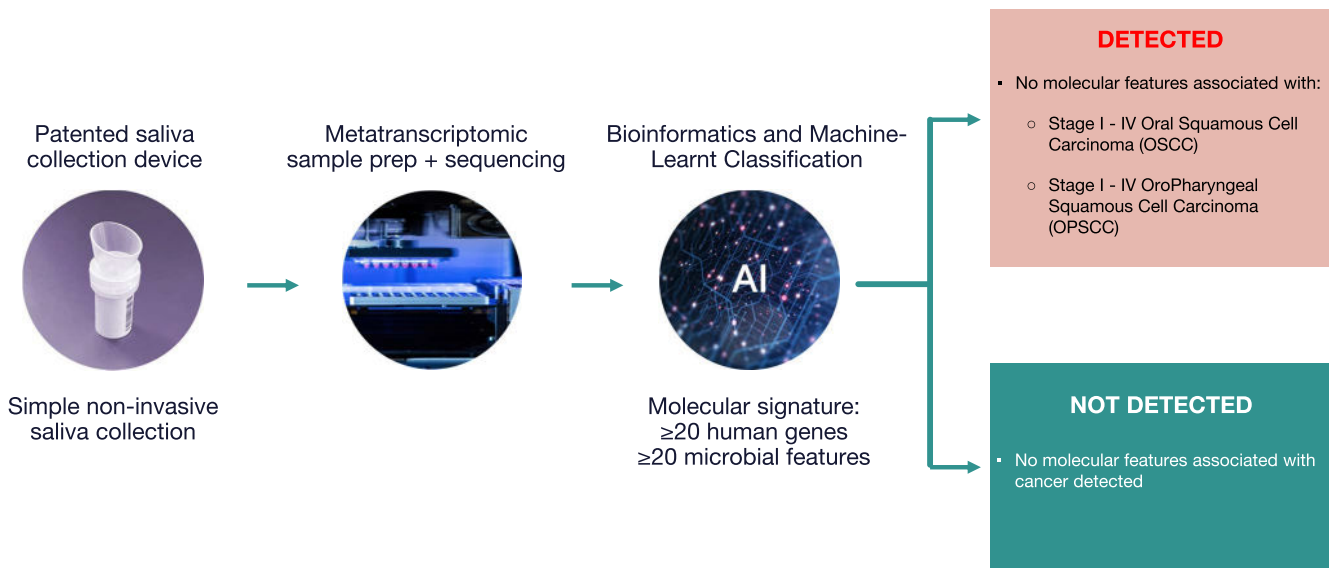 Patented saliva
collection device
Simple non-invasive
saliva collection
Metatranscriptomic
sample prep + sequencing
Bioinformatics and Machine-
Learnt Classification
AI
Molecular signature:
≥20 human genes
≥20 microbial features
DETECTED
▪ No molecular features associated with:
○ Stage I - IV Oral Squamous Cell
Carcinoma (OSCC)
○ Stage I - IV OroPharyngeal
Squamous Cell Carcinoma
(OPSCC)
NOT DETECTED
▪ No molecular features associated with
cancer detected